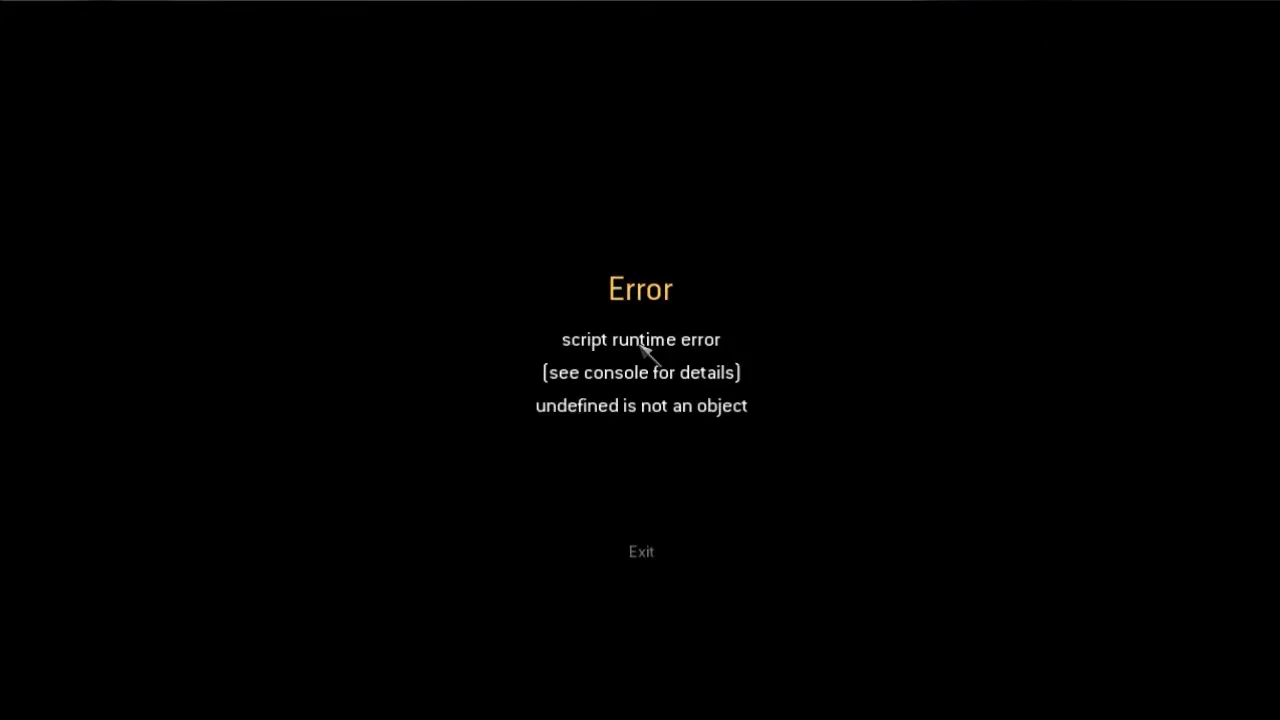 Error
script runtime error
(see console for details)
undefined is not an object
Exit